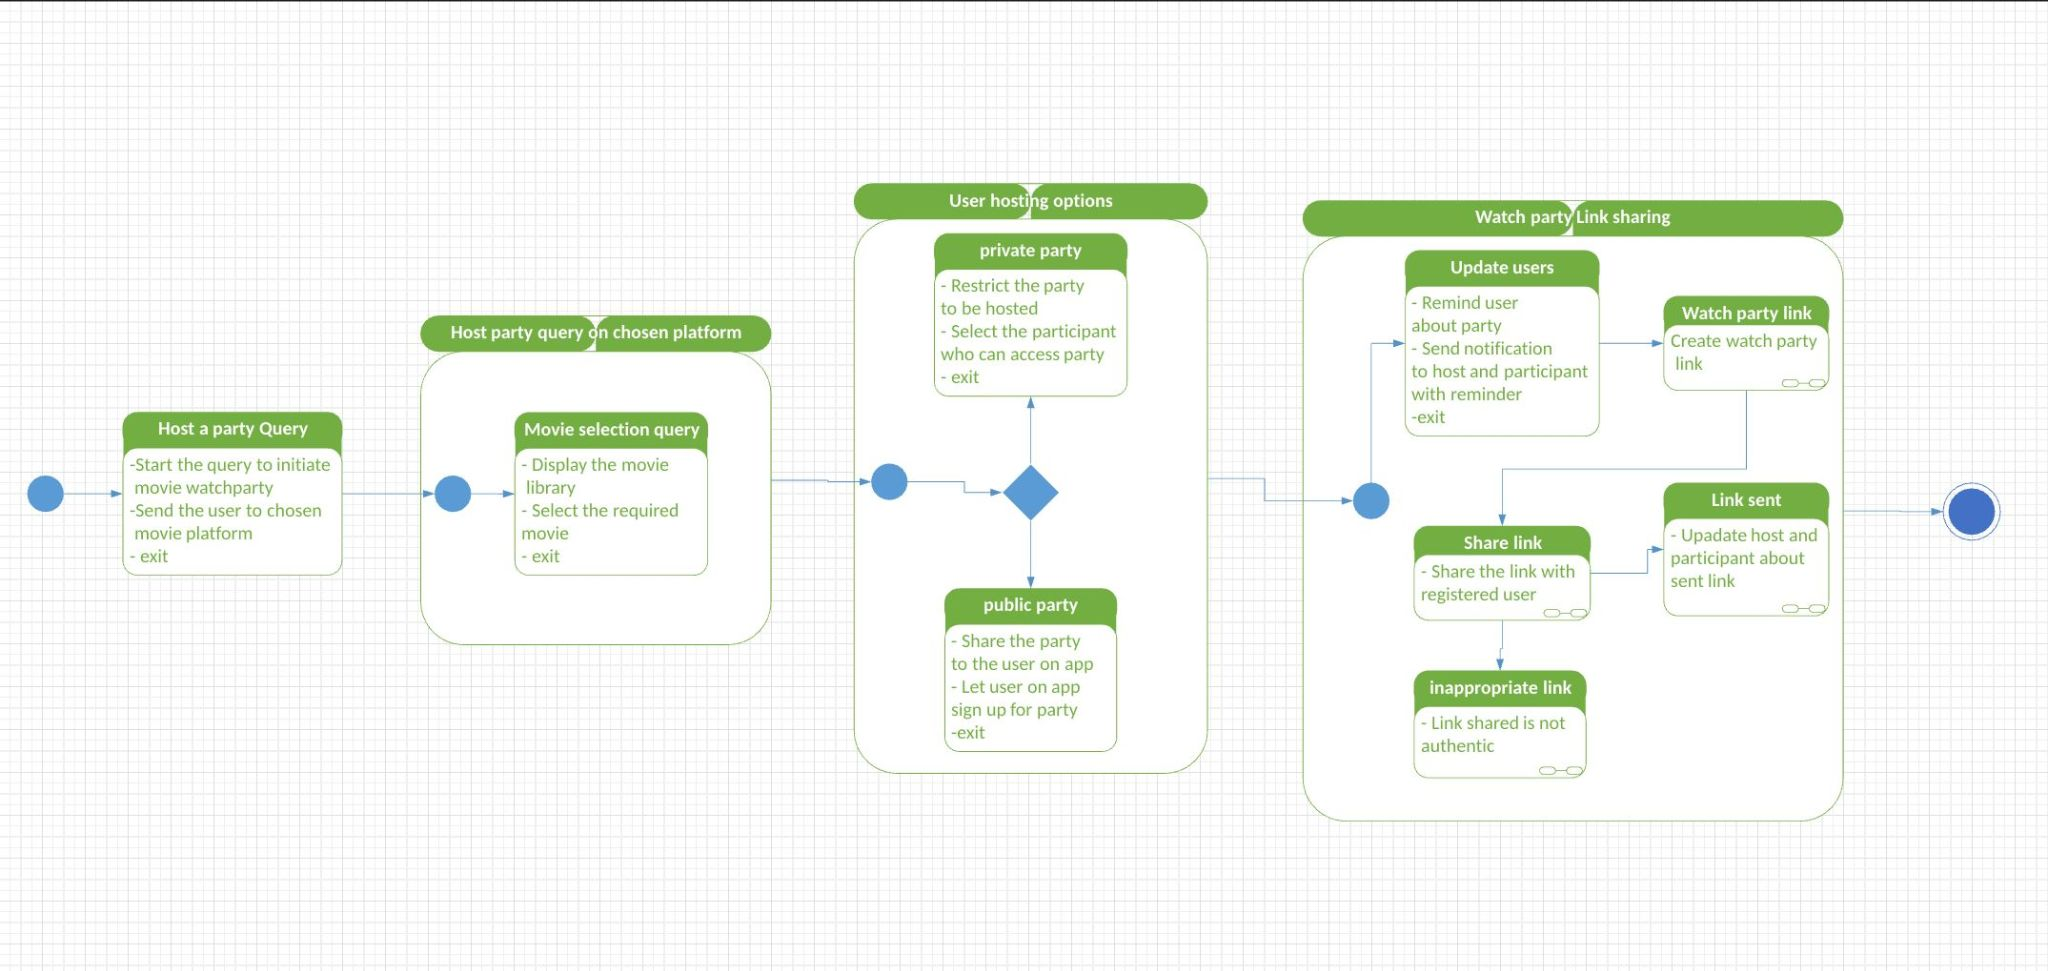 Host a party Query
-Start the query to initiate
movie watchparty
-Send the user to chosen
movie platform
- exit
Host party query on chosen platform
Movie selection query
- Display the movie
library
- Select the required
movie
- exit
User hosting options
private party
- Restrict the party
to be hosted
- Select the participant
who can access party
- exit
public party
- Share the party
to the user on app
- Let user on app
sign up for party
-exit
Watch party Link sharing
Update users
- Remind user
about party
- Send notification
to host and participant
with reminder
-exit
Watch party link
Create watch party
link
Share link
- Share the link with
registered user
Link sent
- Upadate host and
participant about
sent link
inappropriate link
- Link shared is not
authentic